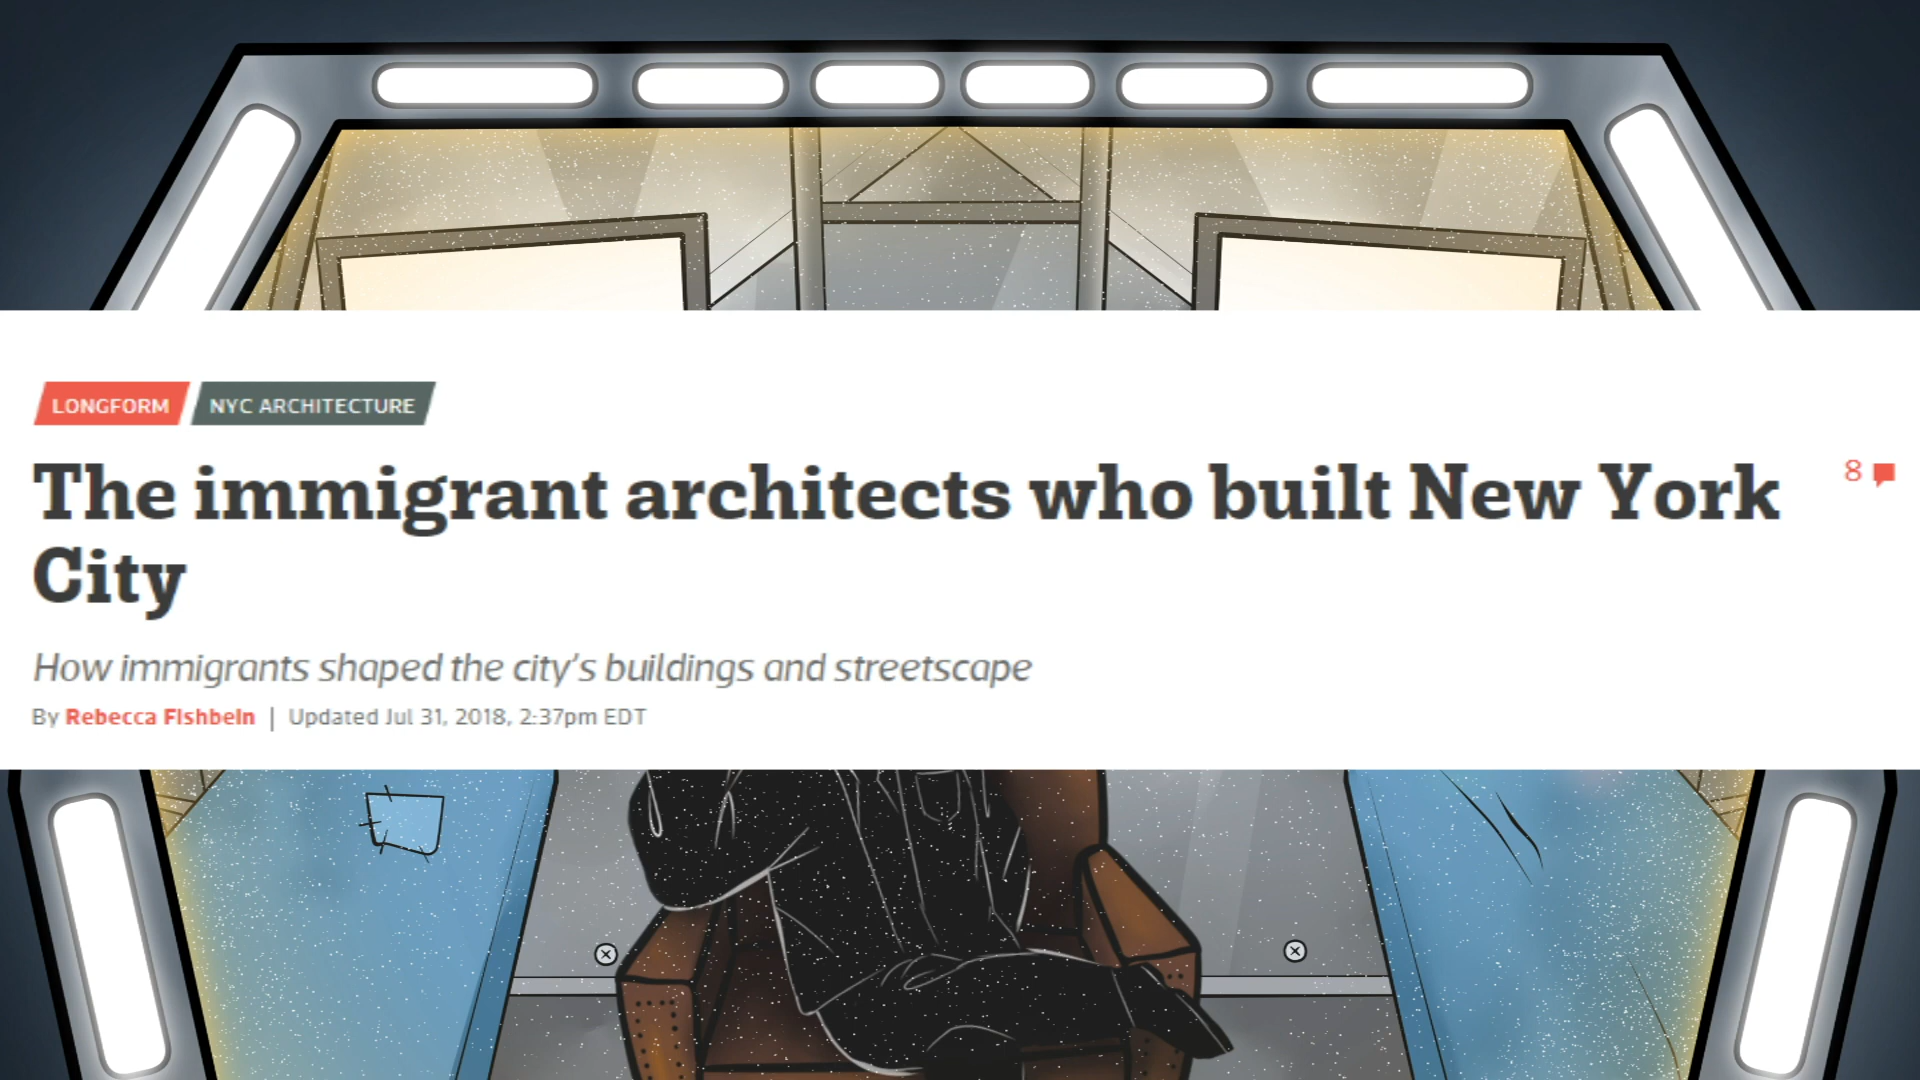 LONGFORM NYC ARCHITECTURE
The immigrant architects who built New York
City
8
How immigrants shaped the city's buildings and streetscape
By Rebecca Fishbein | Updated Jul 31, 2018, 2:37pm EDT